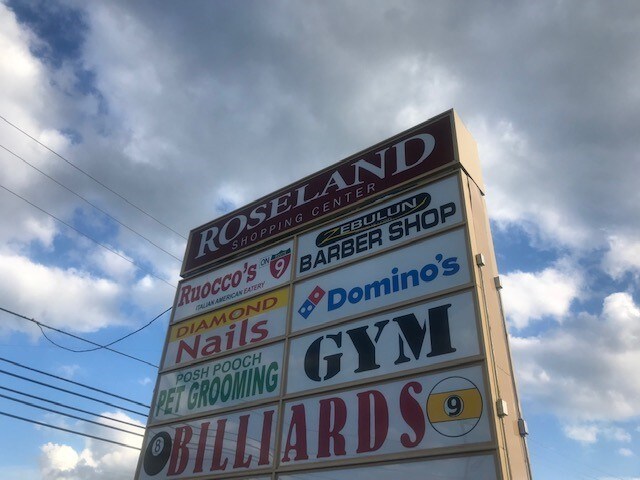 ROSELAND
SHOPPING CENTER
Ruocco's ON 9
ITALIAN AMERICAN EATERY
ZEBULUN
BARBER SHOP
DIAMOND
Nails
Domino's
POSH POOCH
PET GROOMING
GYM
8 BILLIARDS 9